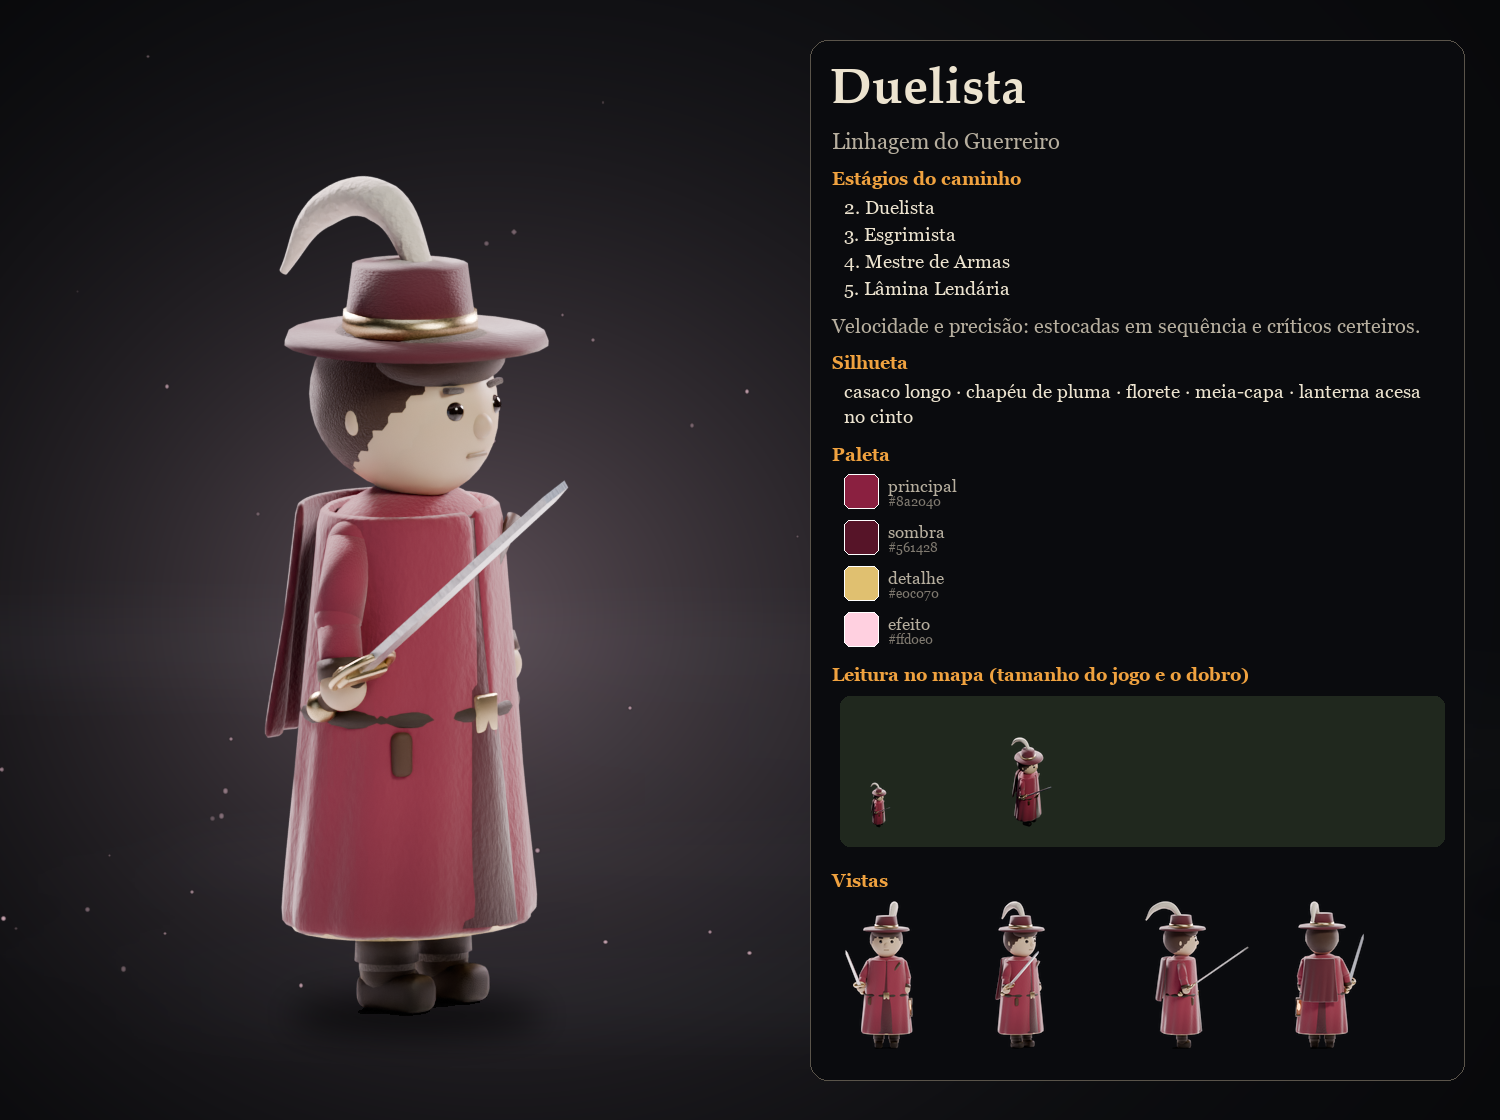 Duelista
Linhagem do Guerreiro
Estágios do caminho
2. Duelista
3. Esgrimista
4. Mestre de Armas
5. Lâmina Lendária
Velocidade e precisão: estocadas em sequência e críticos certeiros.
Silhueta
casaco longo · chapéu de pluma · florete · meia-capa · lanterna acesa
no cinto
Paleta
principal
#8a2040
sombra
#561428
detalhe
#e0c070
efeito
#ffd0e0
Leitura no mapa (tamanho do jogo e o dobro)
Vistas